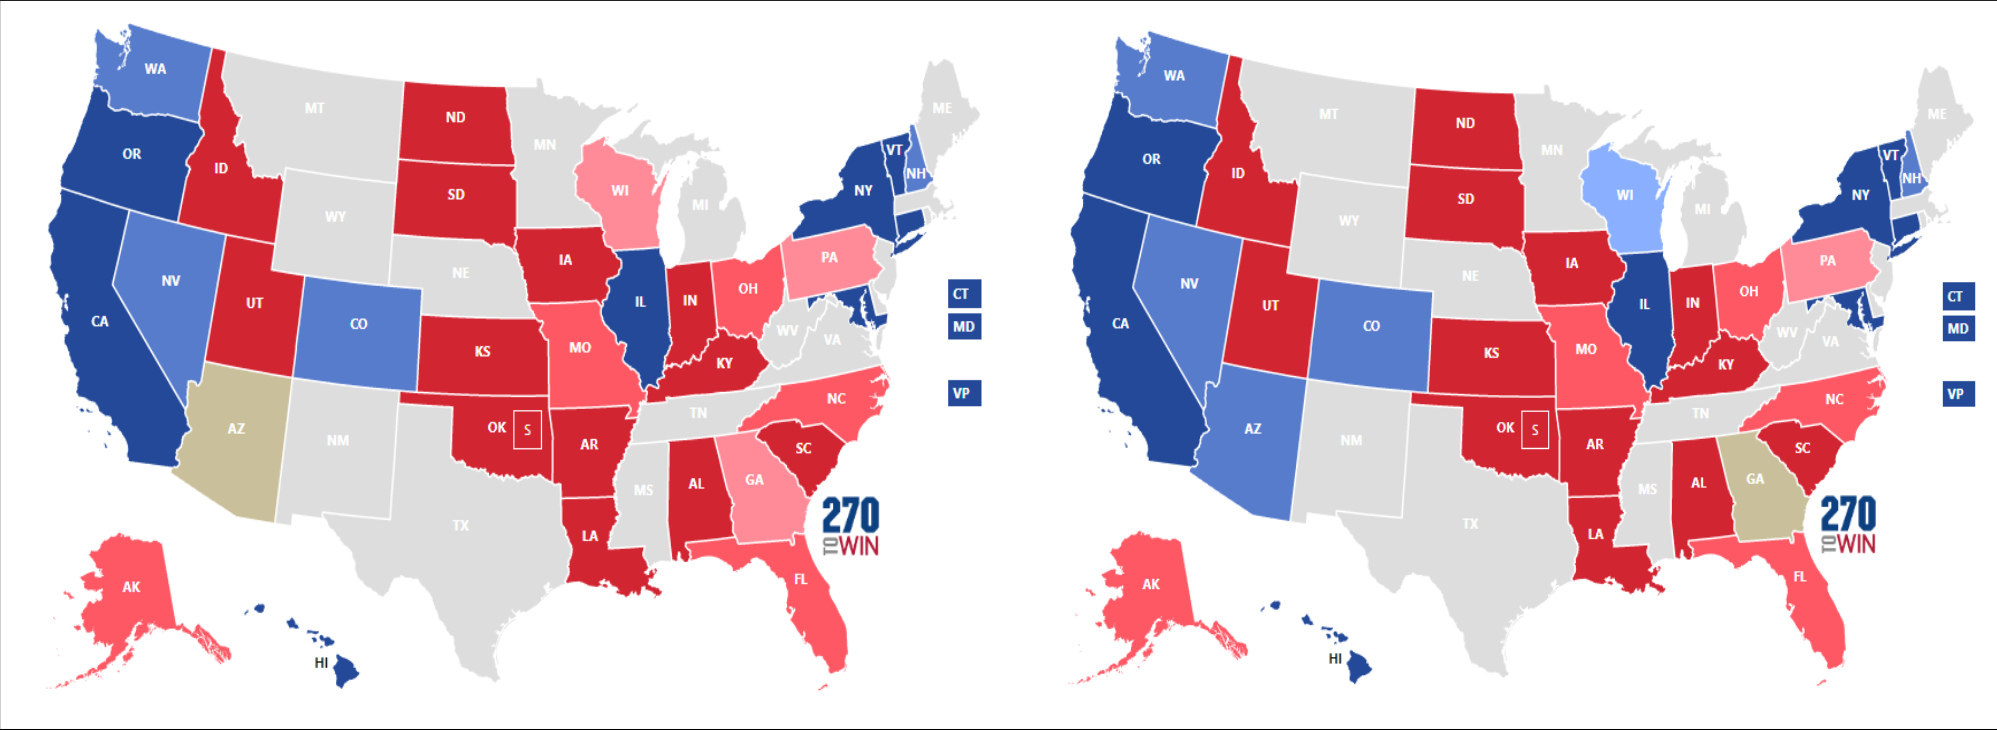 WA
MT
ND
MN
ME
OR
ID
SD
WI
MI
NY
VT
NH
WY
IA
NE
PA
NV
UT
CO
IL
IN
OH
CA
KS
MO
KY
WV
VA
CT
MD
VP
AZ
NM
OK
S
AR
TN
NC
SC
MS
AL
GA
TX
LA
FL
AK
HI
270
TO WIN
WA
MT
ND
MN
ME
OR
ID
SD
WI
MI
NY
VT
NH
WY
IA
NE
PA
NV
UT
CO
IL
IN
OH
CA
KS
MO
KY
WV
VA
CT
MD
VP
AZ
NM
OK
S
AR
TN
NC
SC
MS
AL
GA
TX
LA
FL
AK
HI
270
TO WIN